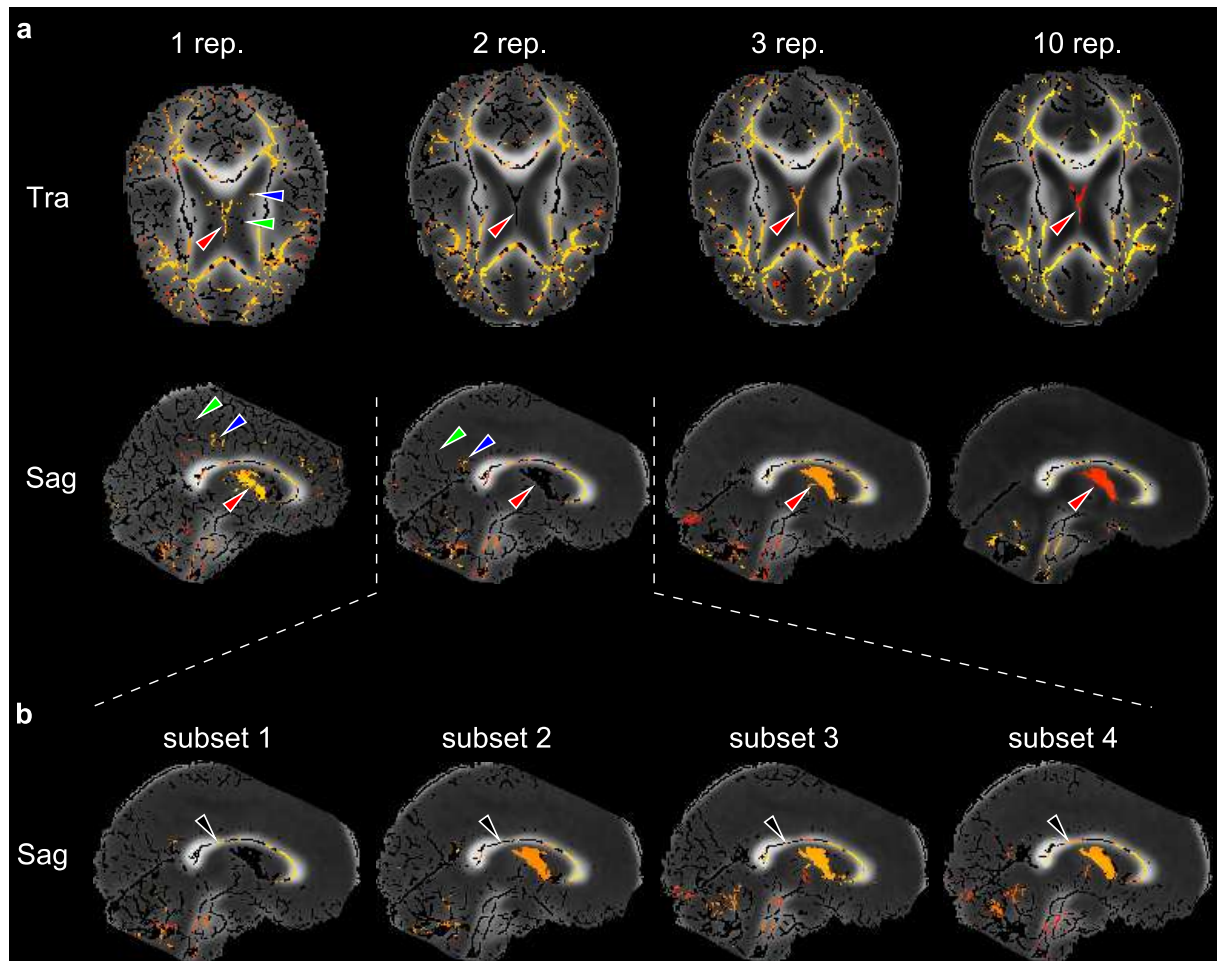 a
1 rep. 2 rep. 3 rep. 10 rep.
Tra
Sag
b
subset 1 subset 2 subset 3 subset 4
Sag